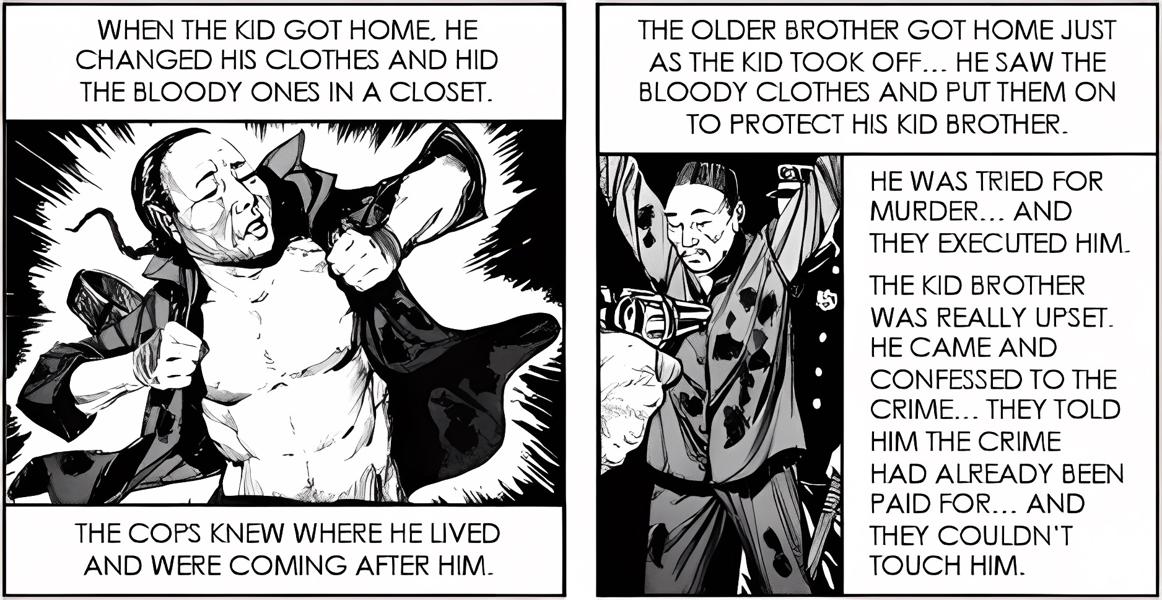 WHEN THE KID GOT HOME, HE
CHANGED HIS CLOTHES AND HID
THE BLOODY ONES IN A CLOSET.
THE COPS KNEW WHERE HE LIVED
AND WERE COMING AFTER HIM.
THE OLDER BROTHER GOT HOME JUST
AS THE KID TOOK OFF... HE SAW THE
BLOODY CLOTHES AND PUT THEM ON
TO PROTECT HIS KID BROTHER.
HE WAS TRIED FOR
MURDER... AND
THEY EXECUTED HIM.
THE KID BROTHER
WAS REALLY UPSET.
HE CAME AND
CONFESSED TO THE
CRIME... THEY TOLD
HIM THE CRIME
HAD ALREADY BEEN
PAID FOR... AND
THEY COULDN'T
TOUCH HIM.